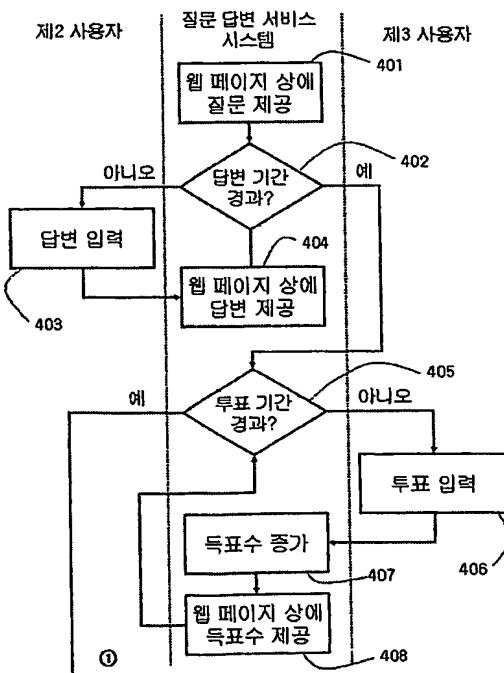 제2 사용자
질문 답변 서비스
시스템
제3 사용자
401
웹 페이지 상에
질문 제공
402
아니오
답변 기간
경과?
예
답변 입력
403
404
웹 페이지 상에
답변 제공
405
예
투표 기간
경과?
아니오
투표 입력
406
득표수 증가
407
웹 페이지 상에
득표수 제공
408
①